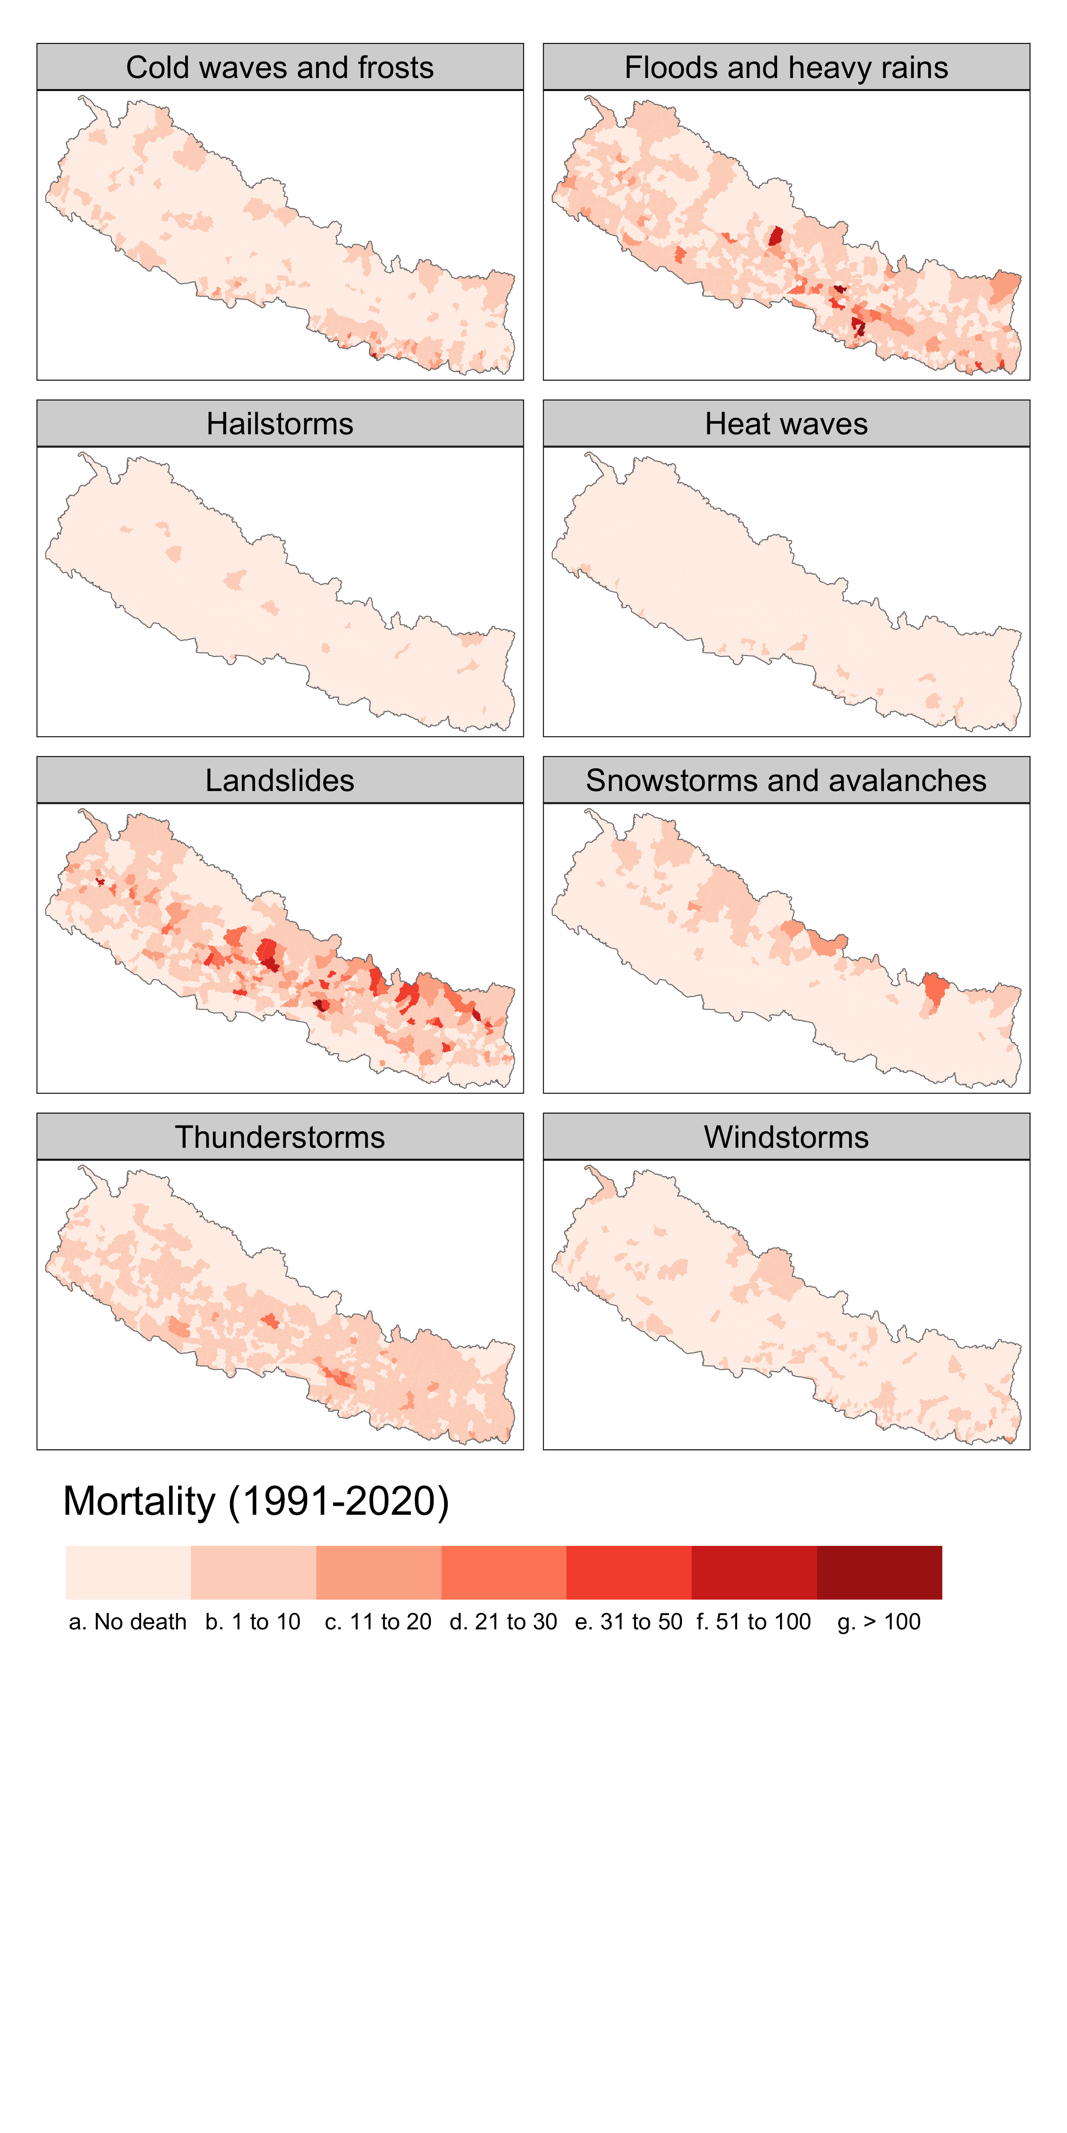 Cold waves and frosts
Floods and heavy rains
Hailstorms
Heat waves
Landslides
Snowstorms and avalanches
Thunderstorms
Windstorms
Mortality (1991-2020)
a. No death b. 1 to 10 c. 11 to 20 d. 21 to 30 e. 31 to 50 f. 51 to 100 g. > 100